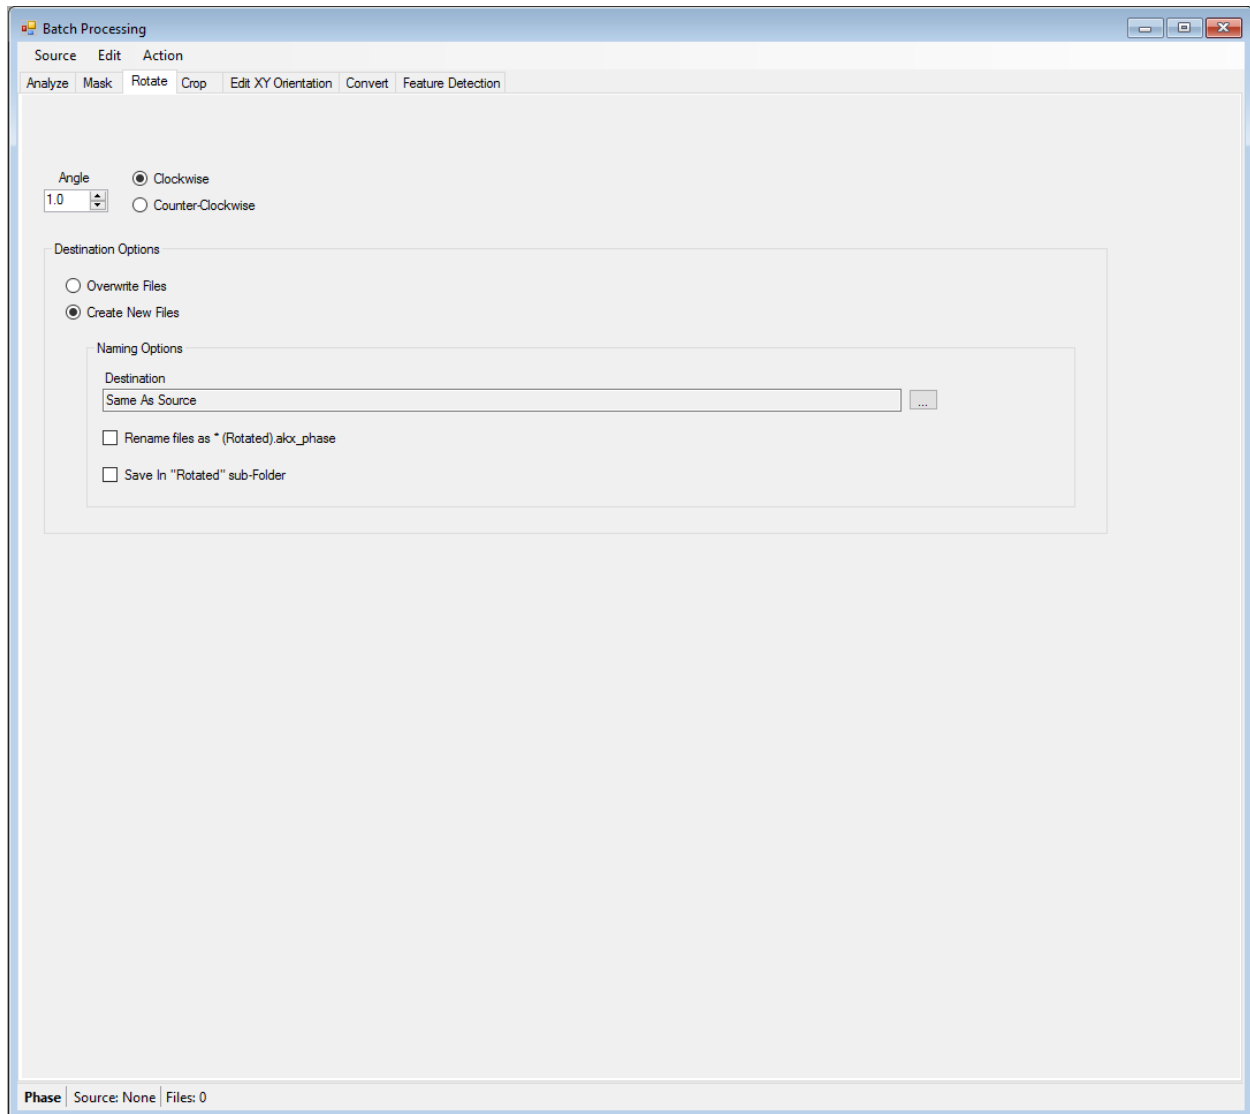 Batch Processing
Source Edit Action
Analyze Mask Rotate Crop Edit XY Orientation Convert Feature Detection
Angle
Clockwise
1.0
Counter-Clockwise
Destination Options
Overwrite Files
Create New Files
Naming Options
Destination
Same As Source
...
Rename files as * (Rotated).akx_phase
Save In "Rotated" sub-Folder
Phase Source: None Files: 0